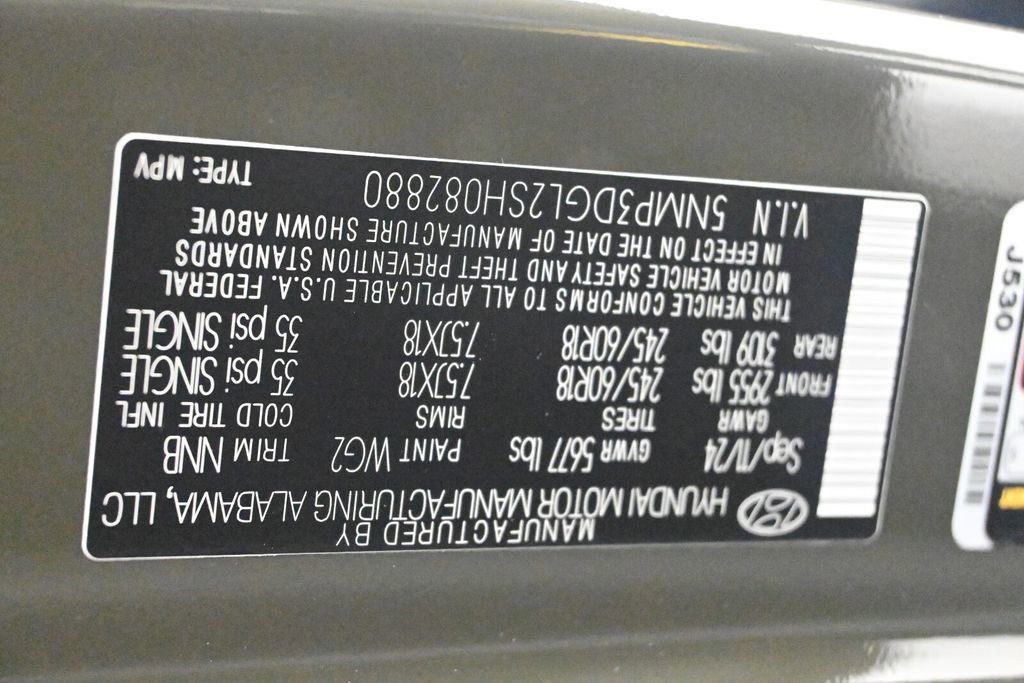 MANUFACTURED BY
HYUNDAI MOTOR MANUFACTURING ALABAMA, LLC
Sep/11/24 GVWR 5677 lbs PAINT WG2 TRIM NNB
GAWR TIRES RIMS COLD TIRE INFL
FRONT 2955 lbs 245/60R18 7.5JX18 35 psi SINGLE
REAR 3109 lbs 245/60R18 7.5JX18 35 psi SINGLE
THIS VEHICLE CONFORMS TO ALL APPLICABLE U.S.A. FEDERAL
MOTOR VEHICLE SAFETY AND THEFT PREVENTION STANDARDS
IN EFFECT ON THE DATE OF MANUFACTURE SHOWN ABOVE
V.I.N 5NMP3DGL2SH082880 TYPE: MPV
J530